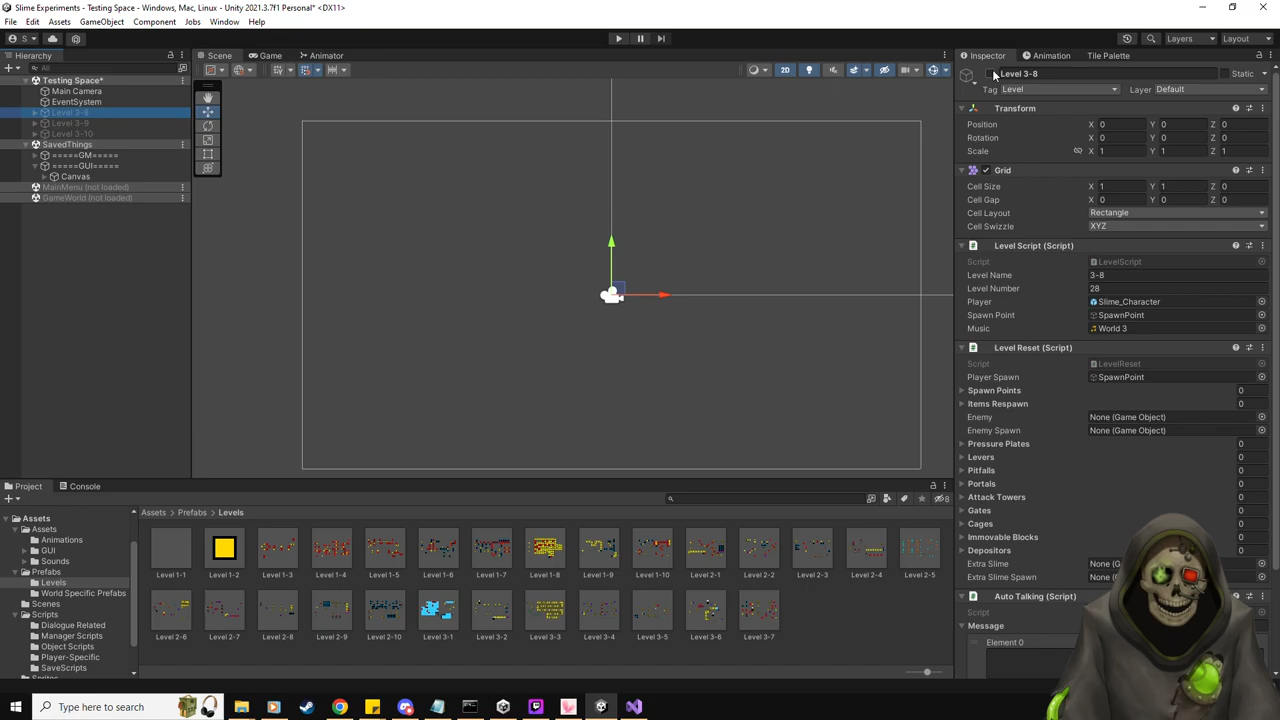 Slime Experiments - Testing Space - Windows, Mac, Linux - Unity 2021.3.7f1 Personal* <DX11>
File Edit Assets GameObject Component Jobs Window Help
S Layers Layout
Hierarchy Scene Game Animator Inspector Animation Tile Palette
All
Testing Space*
Main Camera
EventSystem
Level 3-8
Level 3-9
Level 3-10
SavedThings
=====GM=====
=====GUI=====
Canvas
MainMenu (not loaded)
GameWorld (not loaded)
2D
Level 3-8 Static
Tag Level Layer Default
Transform
Position X 0 Y 0 Z 0
Rotation X 0 Y 0 Z 0
Scale X 1 Y 1 Z 1
Grid
Cell Size X 1 Y 1 Z 0
Cell Gap X 0 Y 0 Z 0
Cell Layout Rectangle
Cell Swizzle XYZ
Level Script (Script)
Script LevelScript
Level Name 3-8
Level Number 28
Player Slime_Character
Spawn Point SpawnPoint
Music World 3
Level Reset (Script)
Script LevelReset
Player Spawn SpawnPoint
Spawn Points 0
Items Respawn 0
Enemy None (Game Object)
Enemy Spawn None (Game Object)
Pressure Plates 0
Levers 0
Pitfalls 0
Portals 0
Attack Towers 0
Gates 0
Cages
Immovable Blocks 0
Depositors 0
Extra Slime None (G
Extra Slime Spawn None (G
Auto Talking (Script)
Script
Message
Element 0
Project Console
8
Assets
Assets
Animations
GUI
Sounds
Prefabs
Levels
World Specific Prefabs
Scenes
Scripts
Dialogue Related
Manager Scripts
Object Scripts
Player-Specific
SaveScripts
Assets Prefabs Levels
Level 1-1 Level 1-2 Level 1-3 Level 1-4 Level 1-5 Level 1-6 Level 1-7 Level 1-8 Level 1-9 Level 1-10 Level 2-1 Level 2-2 Level 2-3 Level 2-4 Level 2-5
Level 2-6 Level 2-7 Level 2-8 Level 2-9 Level 2-10 Level 3-1 Level 3-2 Level 3-3 Level 3-4 Level 3-5 Level 3-6 Level 3-7
Type here to search